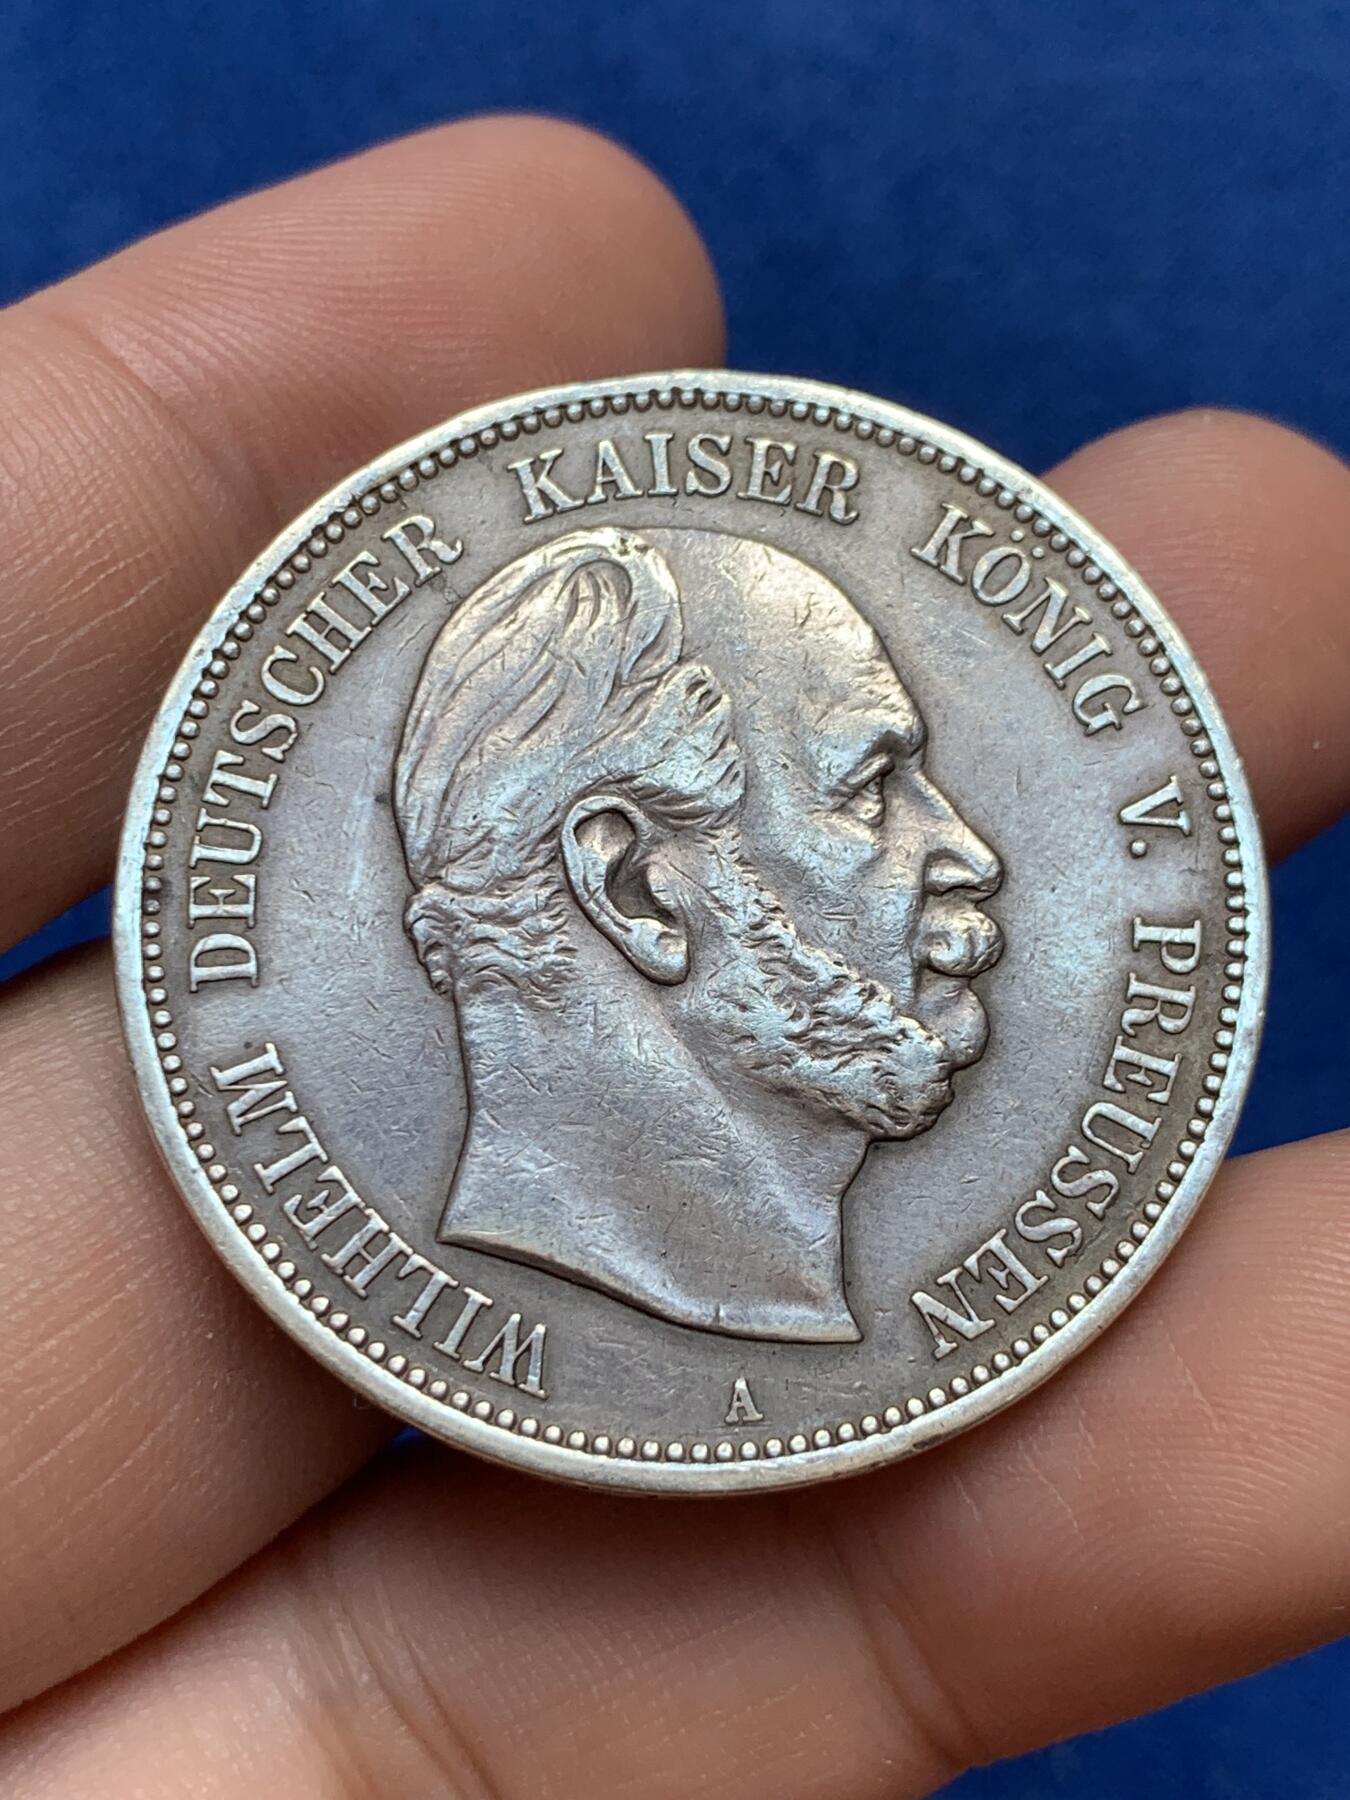 WILHELM DEUTSCHER KAISER KÖNIG V. PREUSSEN
A